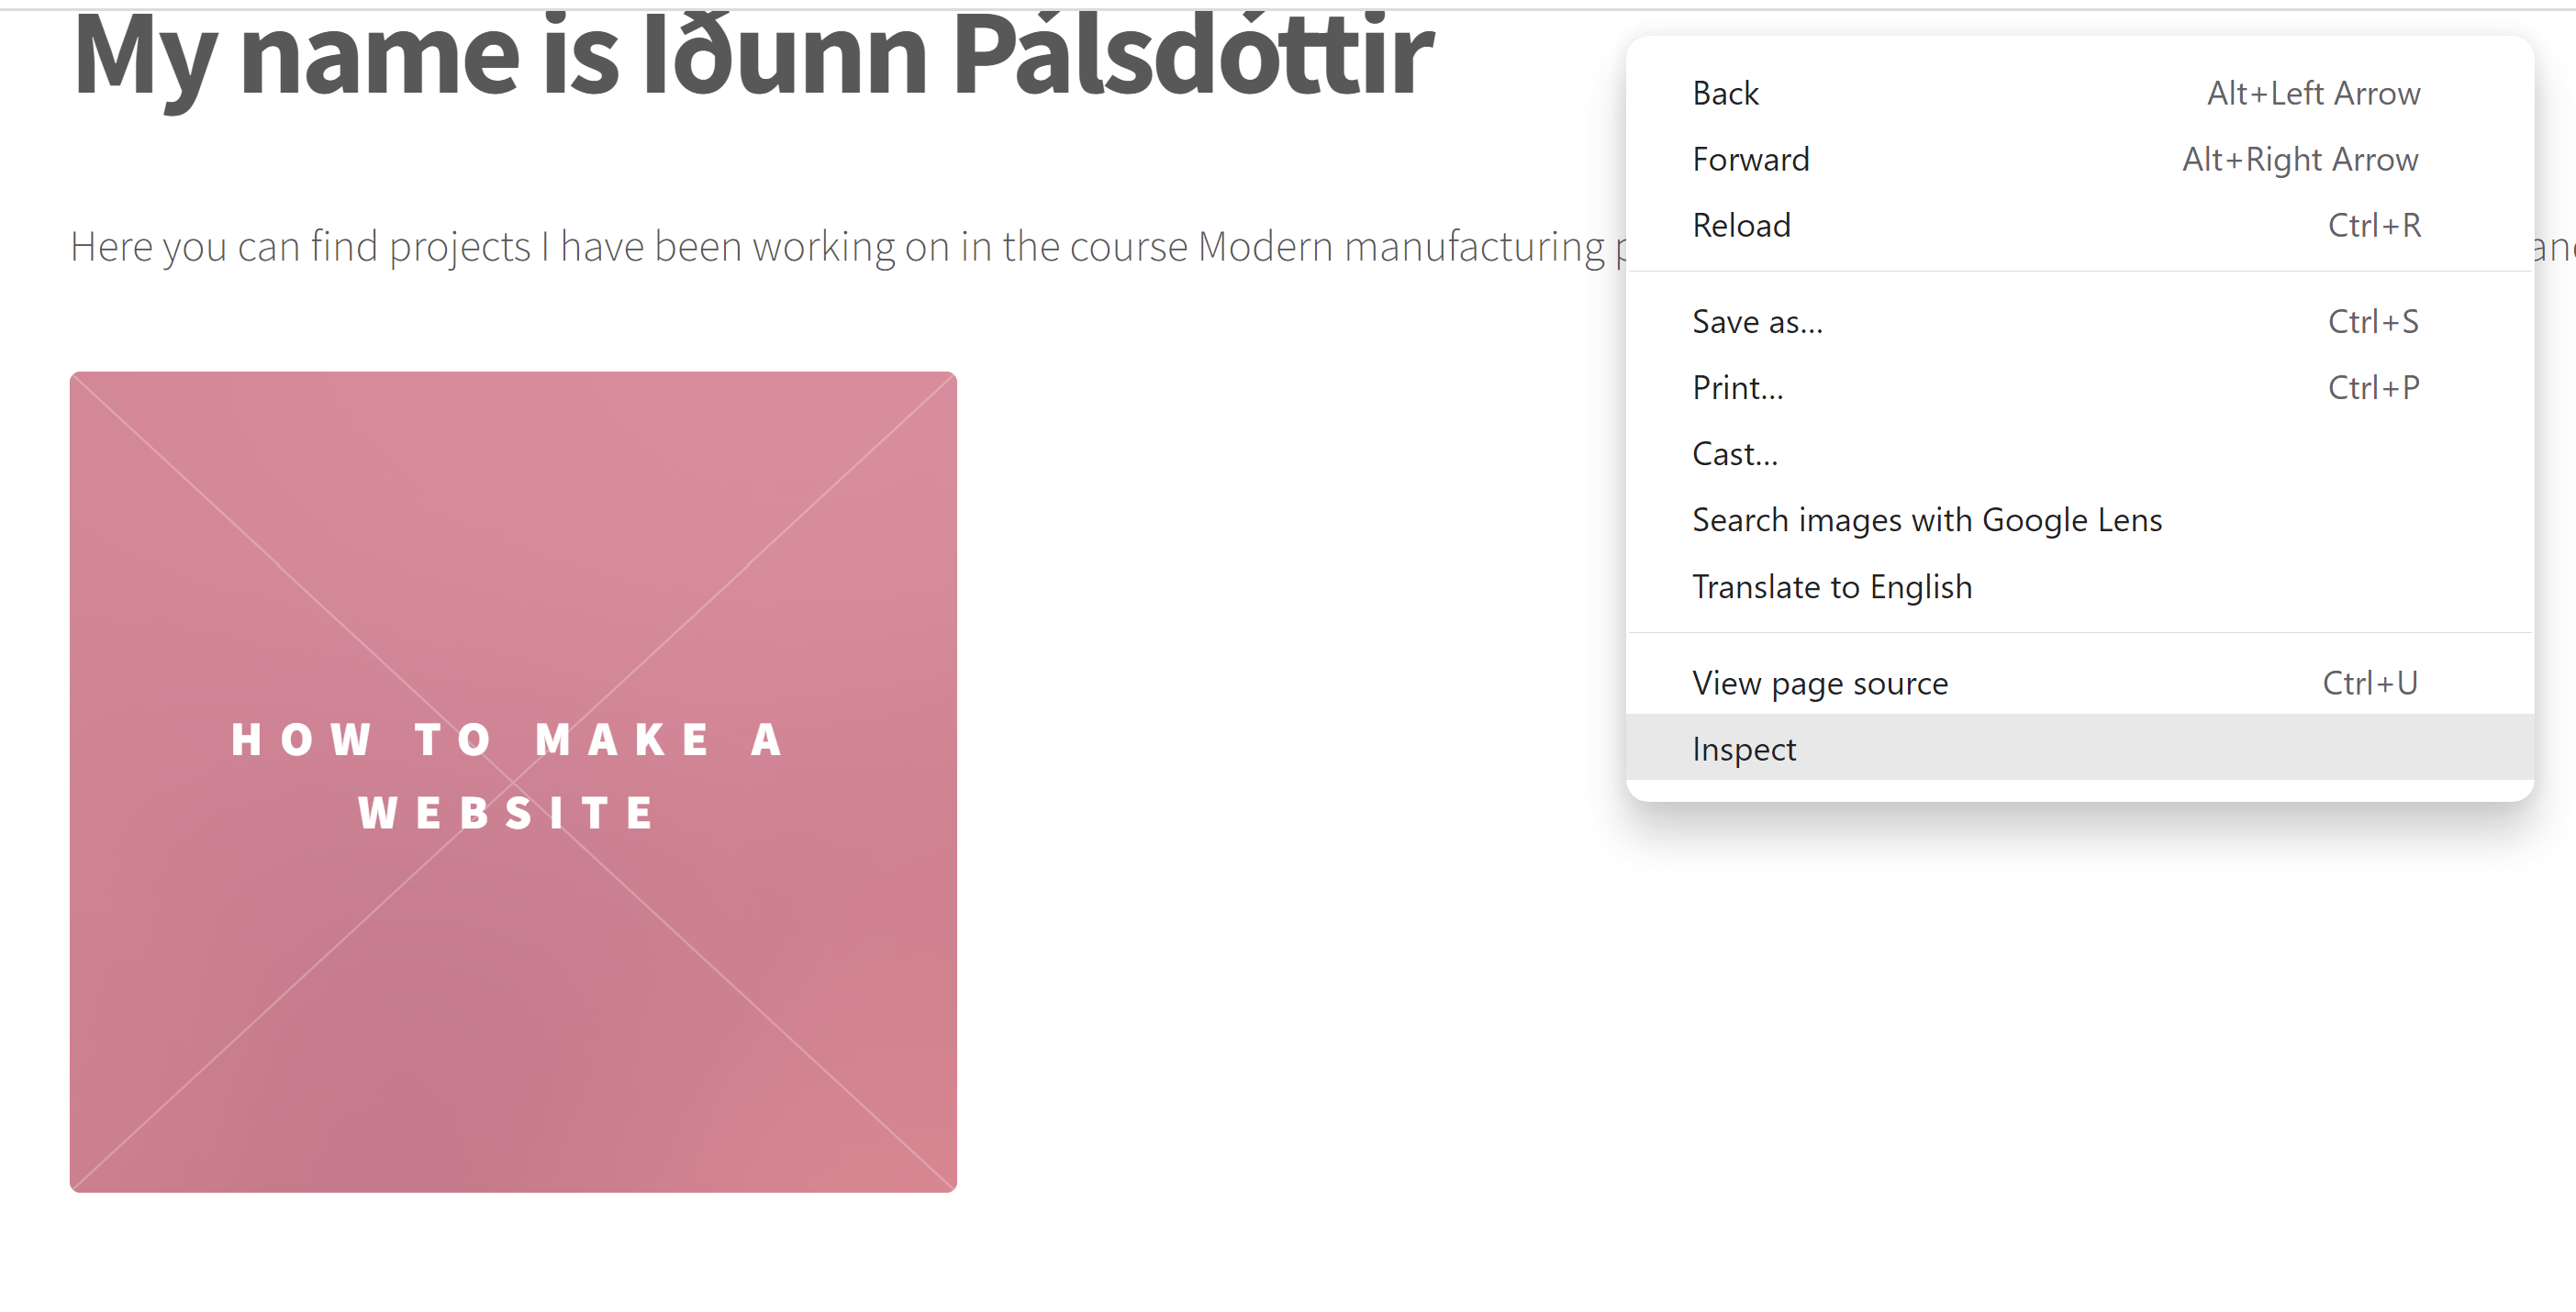 My name is Iðunn Pálsdóttir
Here you can find projects I have been working on in the course Modern manufacturing
HOW TO MAKE A
WEBSITE
Back Alt+Left Arrow
Forward Alt+Right Arrow
Reload Ctrl+R
Save as... Ctrl+S
Print... Ctrl+P
Cast...
Search images with Google Lens
Translate to English
View page source Ctrl+U
Inspect